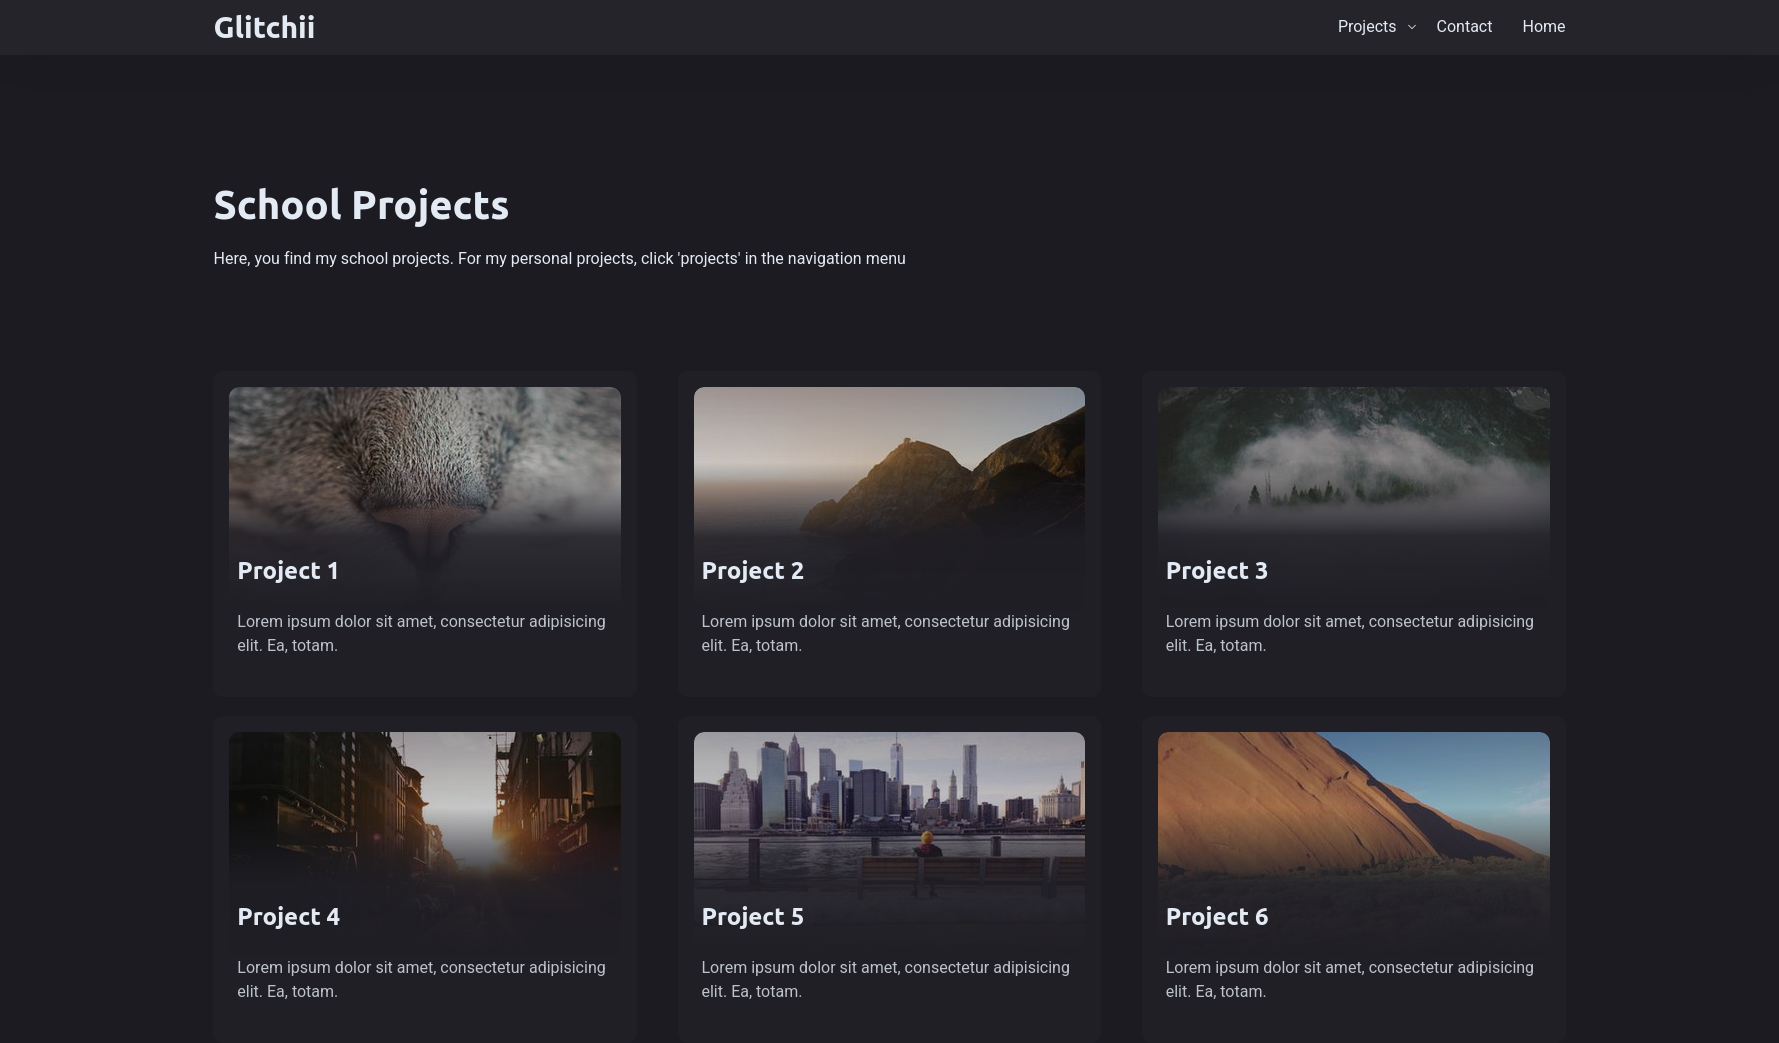 Glitchii
Projects
Contact
Home
School Projects
Here, you find my school projects. For my personal projects, click 'projects' in the navigation menu
Project 1
Lorem ipsum dolor sit amet, consectetur adipisicing
elit. Ea, totam.
Project 2
Lorem ipsum dolor sit amet, consectetur adipisicing
elit. Ea, totam.
Project 3
Lorem ipsum dolor sit amet, consectetur adipisicing
elit. Ea, totam.
Project 4
Lorem ipsum dolor sit amet, consectetur adipisicing
elit. Ea, totam.
Project 5
Lorem ipsum dolor sit amet, consectetur adipisicing
elit. Ea, totam.
Project 6
Lorem ipsum dolor sit amet, consectetur adipisicing
elit. Ea, totam.